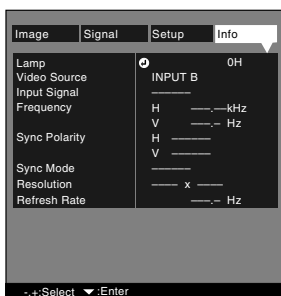 Image Signal Setup Info
Lamp 0H
Video Source INPUT B
Input Signal ——————
Frequency H ———.——kHz
V ———.— Hz
Sync Polarity H ——————
V ——————
Sync Mode ——————
Resolution ———— x ————
Refresh Rate ———.— Hz
-.+:Select ▼:Enter